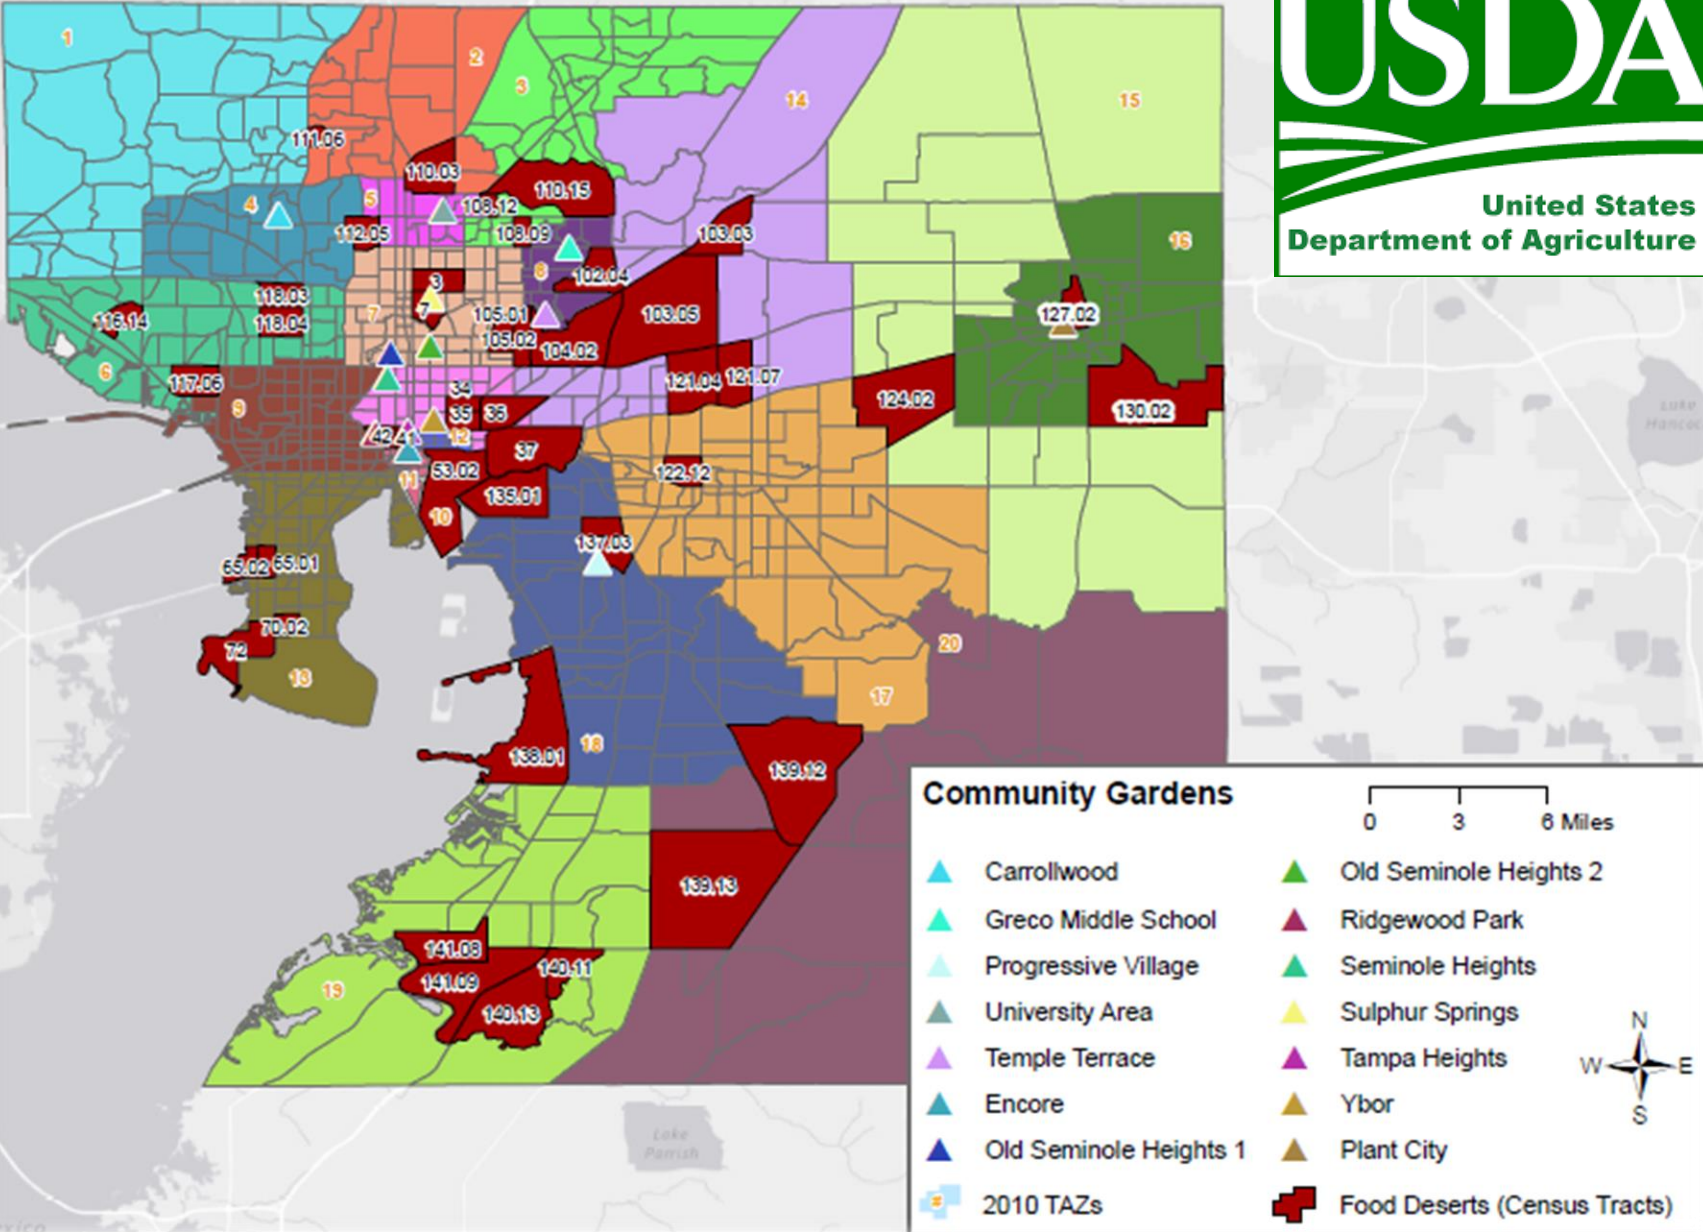 USDA
United States
Department of Agriculture
1
2
3
14
15
111.06
110.03
110.15
4
5
108.12
112.05
108.09
103.03
16
8
102.04
3
118.03
7
7
105.01
103.05
127.02
116.14
118.04
105.02
104.02
6
117.06
121.04
121.07
34
124.02
9
35
36
130.02
42
41
12
37
53.02
122.12
11
135.01
10
137.03
65.02
65.01
70.02
72
20
13
17
18
138.01
139.12
139.13
141.08
140.11
141.09
19
140.13
Community Gardens
0
3
6 Miles
Carrollwood
Old Seminole Heights 2
Greco Middle School
Ridgewood Park
Progressive Village
Seminole Heights
University Area
Sulphur Springs
Temple Terrace
Tampa Heights
Encore
Ybor
Old Seminole Heights 1
Plant City
2010 TAZs
Food Deserts (Census Tracts)
N
W
E
S
Lake
Parrish